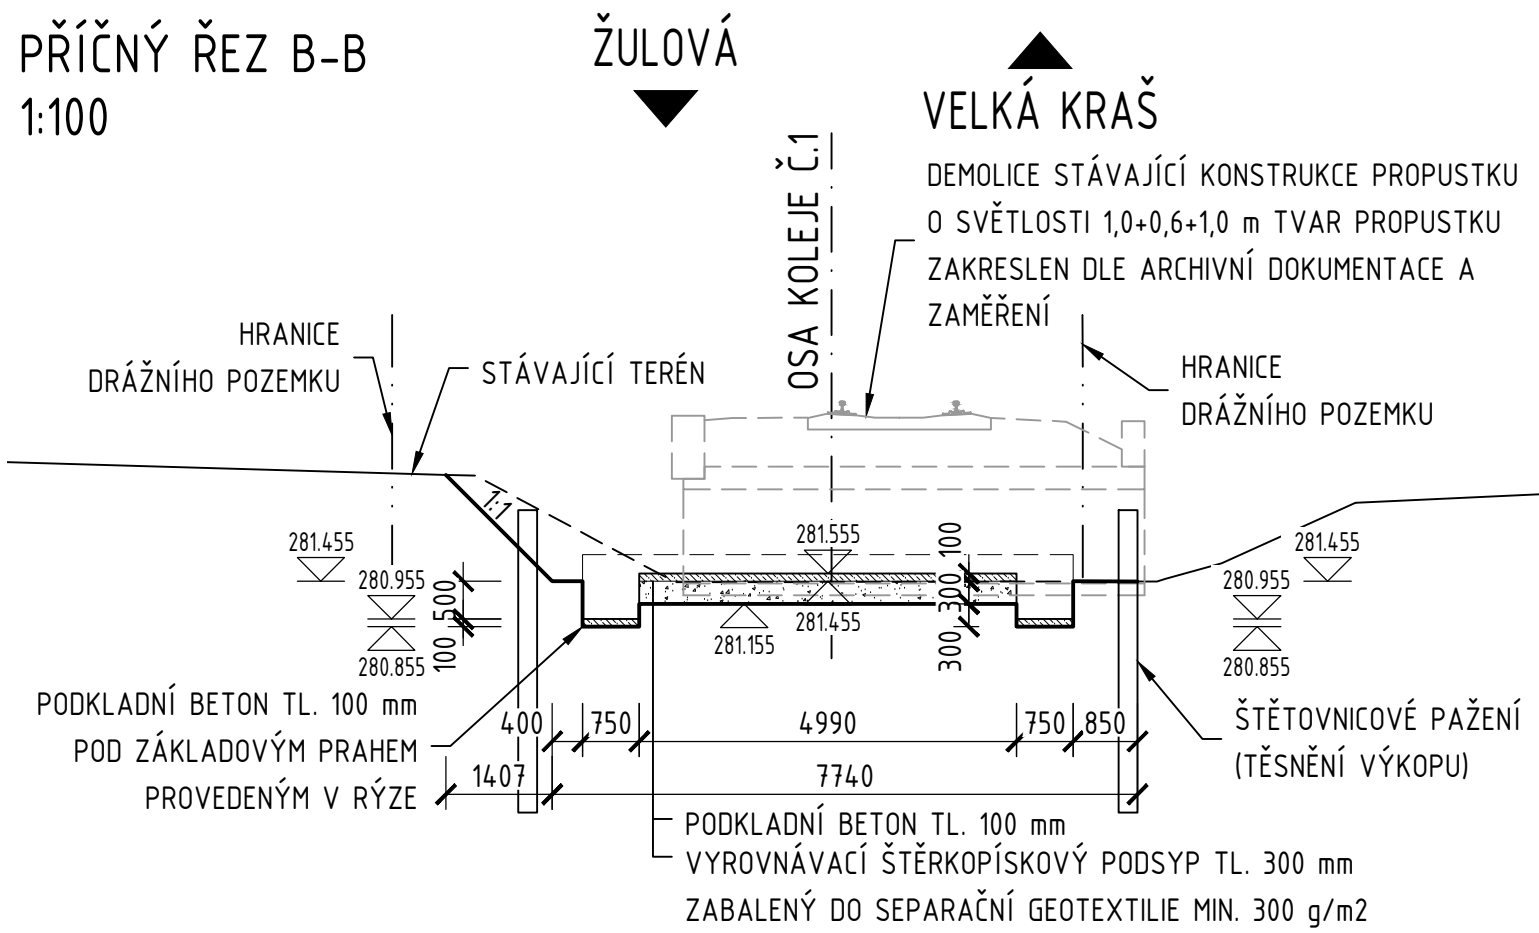 PŘÍČNÝ ŘEZ B-B
1:100
ŽULOVÁ
VELKÁ KRAŠ
OSA KOLEJE Č.1
DEMOLICE STÁVAJÍCÍ KONSTRUKCE PROPUSTKU
O SVĚTLOSTI 1,0+0,6+1,0 m TVAR PROPUSTKU
ZAKRESLEN DLE ARCHIVNÍ DOKUMENTACE A
ZAMĚŘENÍ
HRANICE
DRÁŽNÍHO POZEMKU
STÁVAJÍCÍ TERÉN
HRANICE
DRÁŽNÍHO POZEMKU
1:1
281.455
280.955
280.855
500
100
281.555
281.455
281.155
100
300
300
281.455
280.955
280.855
PODKLADNÍ BETON TL. 100 mm
POD ZÁKLADOVÝM PRAHEM
PROVEDENÝM V RÝZE
400
750
4990
750
850
1407
7740
ŠTĚTOVNICOVÉ PAŽENÍ
(TĚSNĚNÍ VÝKOPU)
PODKLADNÍ BETON TL. 100 mm
VYROVNÁVACÍ ŠTĚRKOPÍSKOVÝ PODSYP TL. 300 mm
ZABALENÝ DO SEPARAČNÍ GEOTEXTILIE MIN. 300 g/m2